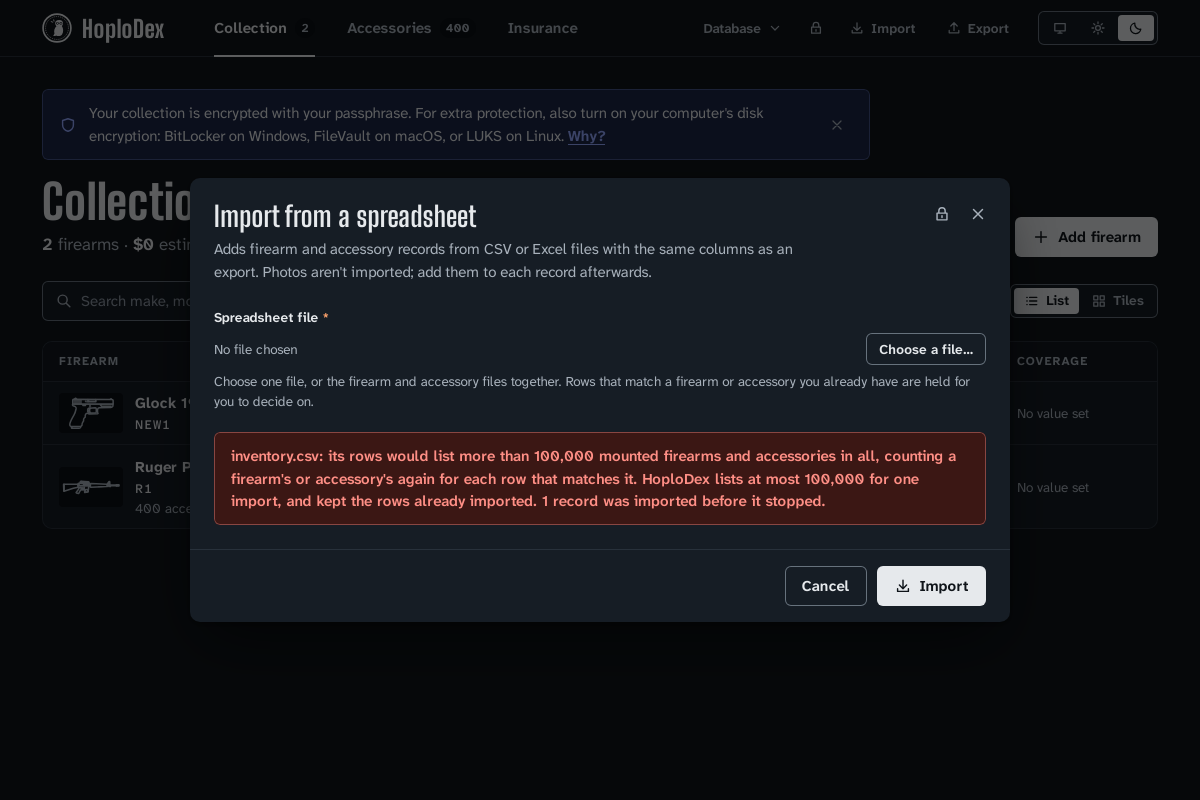 HoploDex
Collection 2
Accessories 400
Insurance
Database
Import
Export
Your collection is encrypted with your passphrase. For extra protection, also turn on your computer's disk
encryption: BitLocker on Windows, FileVault on macOS, or LUKS on Linux. Why?
2 firearms · $0
Add firearm
Search make,
List
Tiles
FIREARM
COVERAGE
Glock
NEW1
No value set
Ruger
R1
400
No value set
Import from a spreadsheet
Adds firearm and accessory records from CSV or Excel files with the same columns as an
export. Photos aren't imported; add them to each record afterwards.
Spreadsheet file *
No file chosen
Choose a file...
Choose one file, or the firearm and accessory files together. Rows that match a firearm or accessory you already have are held for
you to decide on.
inventory.csv: its rows would list more than 100,000 mounted firearms and accessories in all, counting a
firearm's or accessory's again for each row that matches it. HoploDex lists at most 100,000 for one
import, and kept the rows already imported. 1 record was imported before it stopped.
Cancel
Import